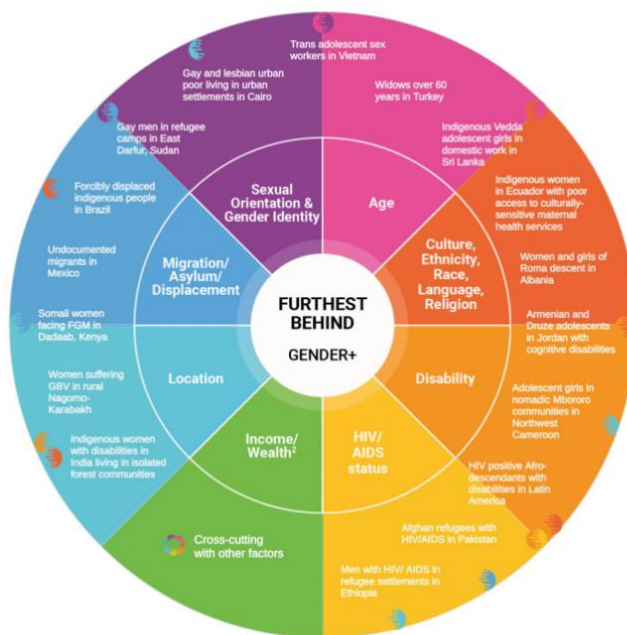 Trans adolescent sex
workers in Vietnam
Gay and lesbian urban
poor living in urban
settlements in Cairo
Widows over 60
years in Turkey
Gay men in refugee
camps in East
Darfur, Sudan
Indigenous Vedda
adolescent girls in
domestic work in
Sri Lanka
Sexual
Orientation &
Gender Identity
Age
Forcibly displaced
indigenous people
in Brazil
Indigenous women
in Ecuador with poor
access to culturally-
sensitive maternal
health services
Migration/
Asylum/
Displacement
Culture,
Ethnicity,
Race,
Language,
Religion
Undocumented
migrants in
Mexico
Women and girls of
Roma descent in
Albania
FURTHEST
BEHIND
GENDER+
Somali women
facing FGM in
Dadaab, Kenya
Armenian and
Druze adolescents
in Jordan with
cognitive disabilities
Location
Disability
Women suffering
GBV in rural
Nagorno-
Karabakh
Adolescent girls in
nomadic Mbororo
communities in
Northwest
Cameroon
Indigenous women
with disabilities in
India living in isolated
forest communities
Income/
Wealth²
HIV/
AIDS
status
HIV positive Afro-
descendants with
disabilities in Latin
America
Cross-cutting
with other factors
Afghan refugees with
HIV/AIDS in Pakistan
Men with HIV/ AIDS in
refugee settlements in
Ethiopia